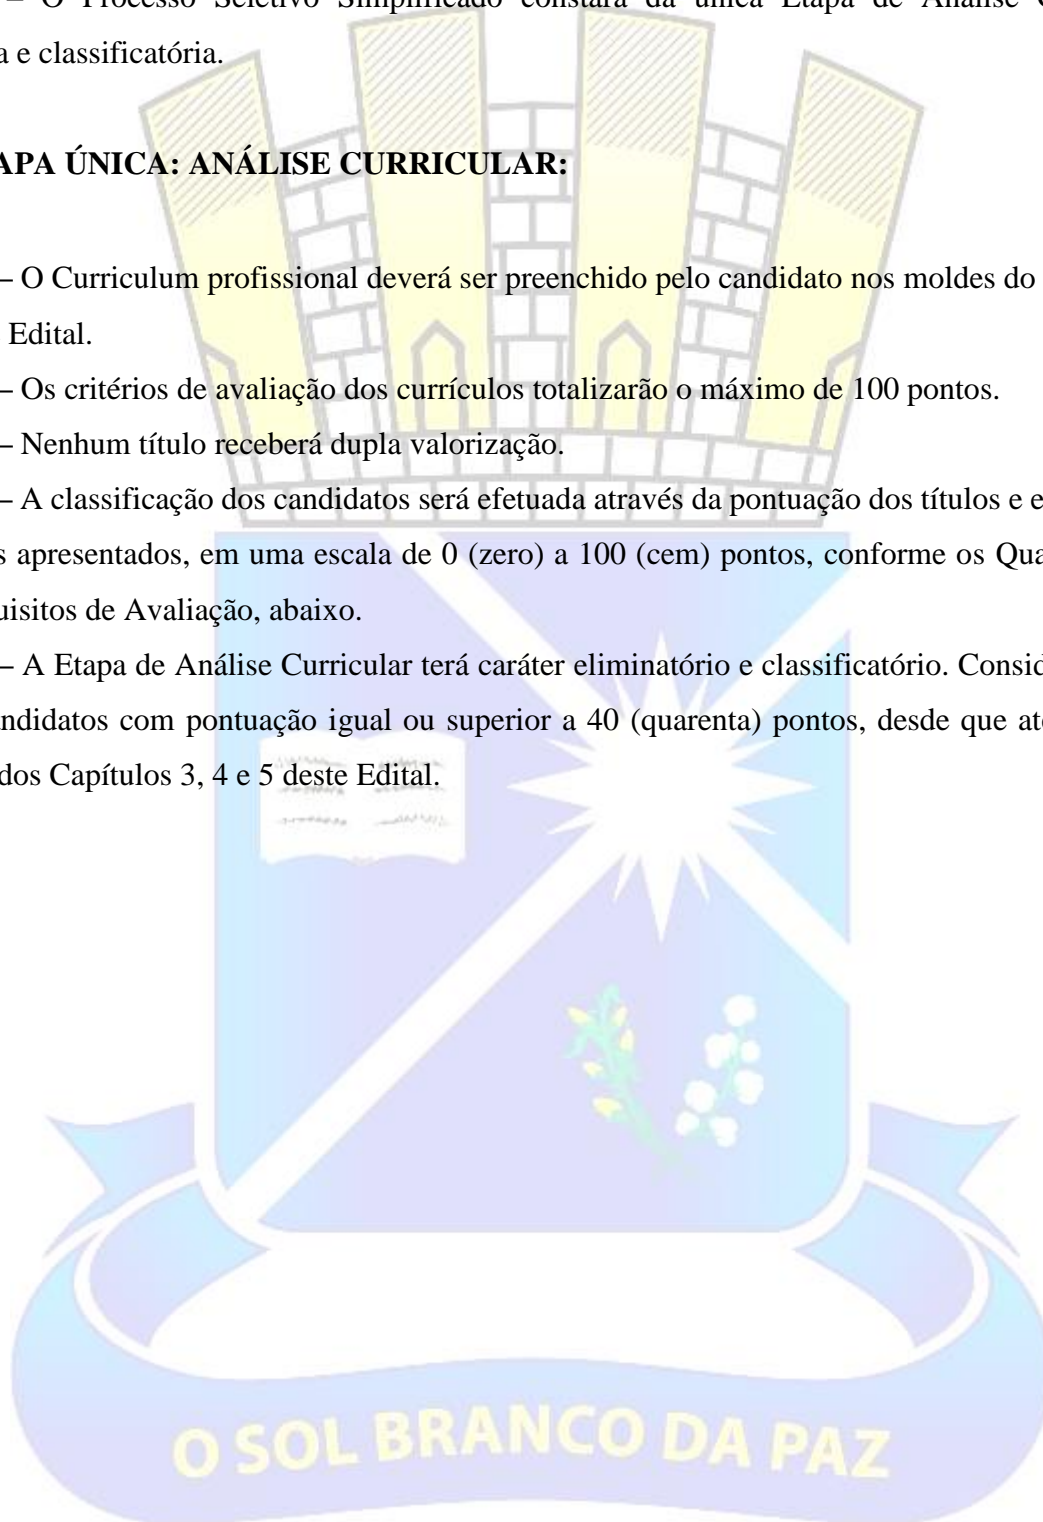 – O Processo Seletivo Simplificado constará da única Etapa de Análise
a e classificatória.
APA ÚNICA: ANÁLISE CURRICULAR:
– O Curriculum profissional deverá ser preenchido pelo candidato nos moldes do
Edital.
– Os critérios de avaliação dos currículos totalizarão o máximo de 100 pontos.
– Nenhum título receberá dupla valorização.
– A classificação dos candidatos será efetuada através da pontuação dos títulos e e
s apresentados, em uma escala de 0 (zero) a 100 (cem) pontos, conforme os Qua
uisitos de Avaliação, abaixo.
– A Etapa de Análise Curricular terá caráter eliminatório e classificatório. Consid
andidatos com pontuação igual ou superior a 40 (quarenta) pontos, desde que at
dos Capítulos 3, 4 e 5 deste Edital.
O SOL BRANCO DA PAZ